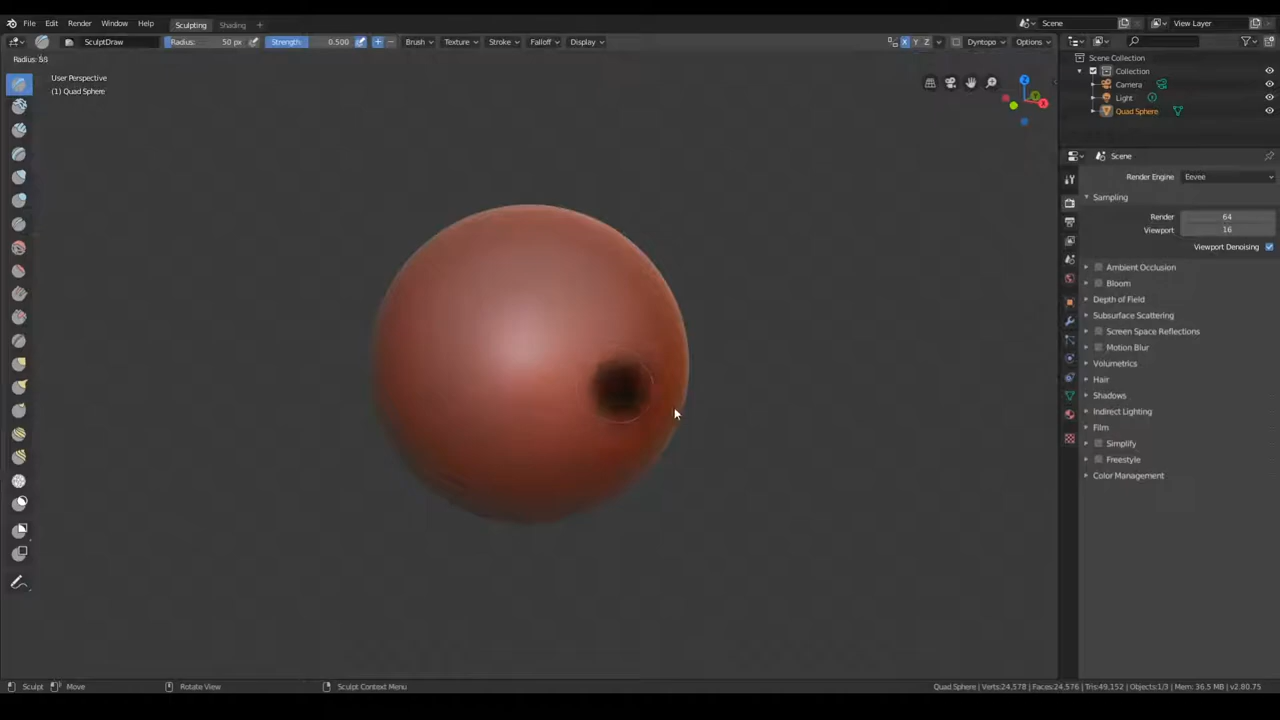 File Edit Render Window Help Sculpting Shading + Scene View Layer
SculptDraw Radius: 50 px Strength 0.500 Brush Texture Stroke Falloff Display X Y Z Dyntopo Options
Radius:
User Perspective
(1) Quad Sphere
Scene Collection
Collection
Camera
Light
Quad Sphere
Scene
Render Engine Eevee
Sampling
Render 64
Viewport 16
Viewport Denoising
Ambient Occlusion
Bloom
Depth of Field
Subsurface Scattering
Screen Space Reflections
Motion Blur
Volumetrics
Hair
Shadows
Indirect Lighting
Film
Simplify
Freestyle
Color Management
Sculpt Move Rotate View Sculpt Context Menu Quad Sphere | Verts:24,578 | Faces:24,576 | Tris:49,152 | Objects:1/3 | Mem: 36.5 MB | v2.80.75